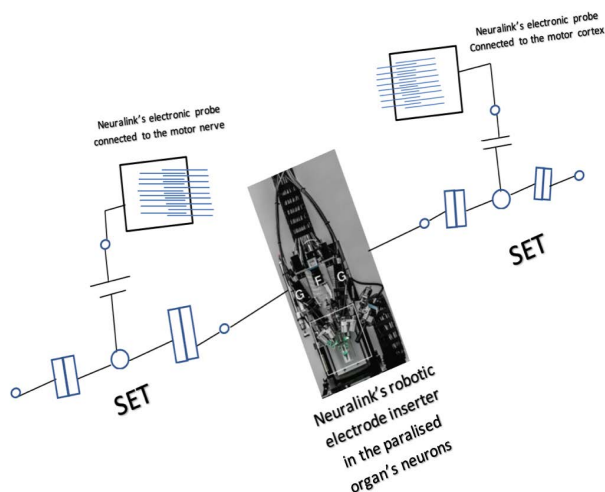 Neuralink's electronic probe
Connected to the motor cortex
Neuralink's electronic probe
connected to the motor nerve
G F G
SET
SET
Neuralink's robotic
electrode inserter
in the paralised
organ's neurons